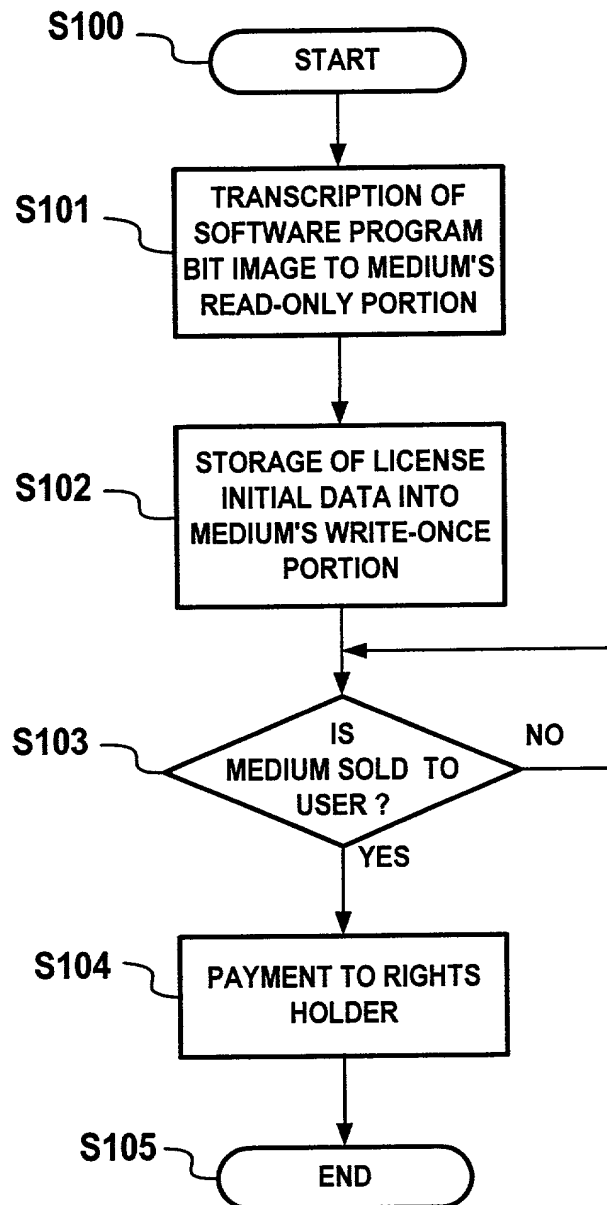 S100
START
S101
TRANSCRIPTION OF
SOFTWARE PROGRAM
BIT IMAGE TO MEDIUM'S
READ-ONLY PORTION
S102
STORAGE OF LICENSE
INITIAL DATA INTO
MEDIUM'S WRITE-ONCE
PORTION
S103
IS
MEDIUM SOLD TO
USER ?
NO
YES
S104
PAYMENT TO RIGHTS
HOLDER
S105
END